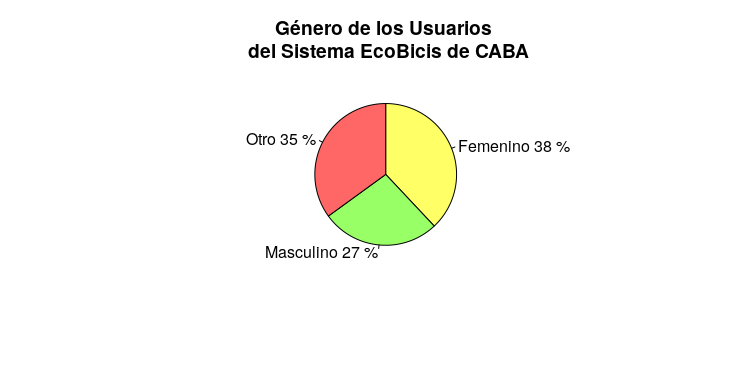 Género de los Usuarios
del Sistema EcoBicis de CABA
Otro 35 %
Femenino 38 %
Masculino 27 %